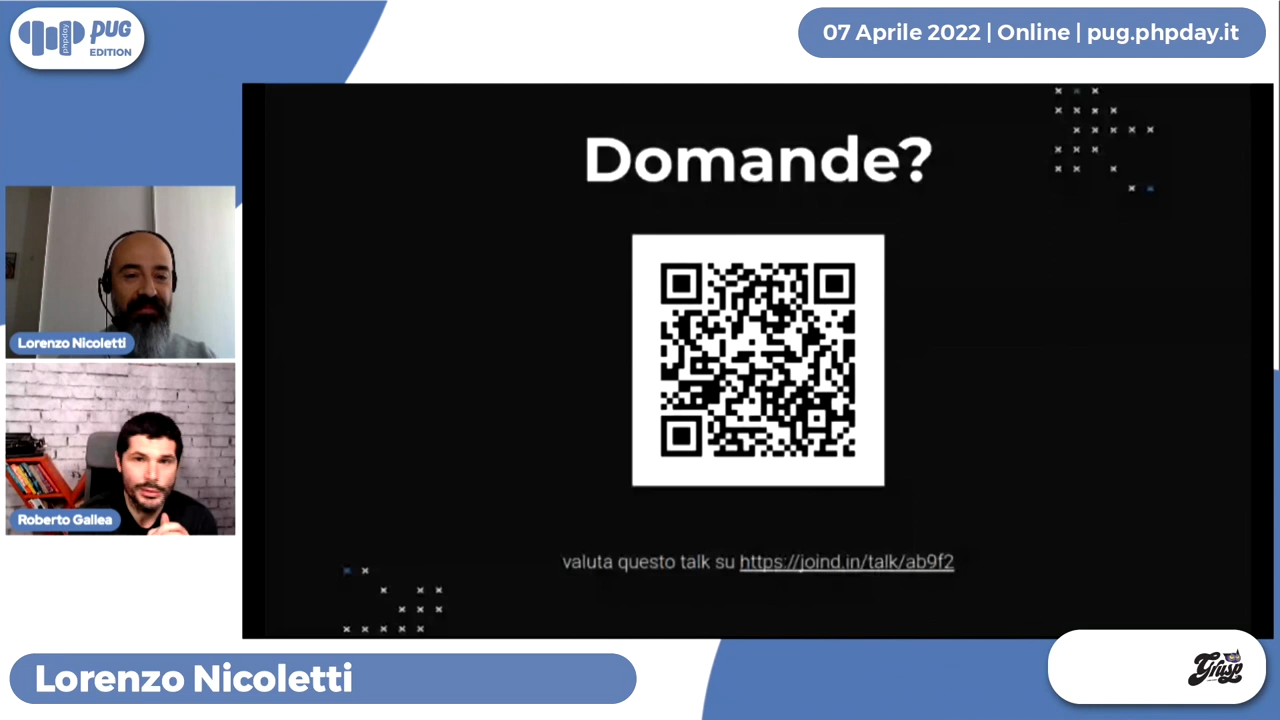 phpday
PUG
EDITION
07 Aprile 2022 | Online | pug.phpday.it
Domande?
Lorenzo Nicoletti
Roberto Gallea
valuta questo talk su https://joind.in/talk/ab9f2
Lorenzo Nicoletti
Grusp